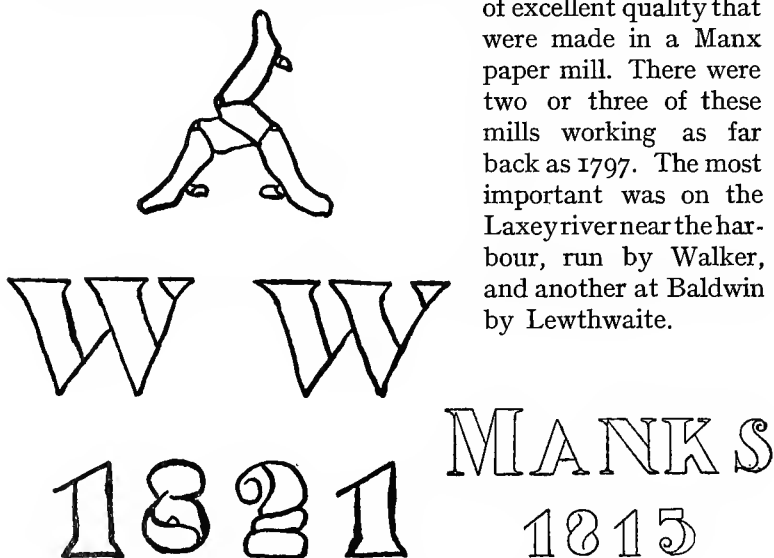 of excellent quality that
were made in a Manx
paper mill. There were
two or three of these
mills working as far
back as 1797. The most
important was on the
Laxey river near the har-
bour, run by Walker,
and another at Baldwin
by Lewthwaite.
W W
1821
MANKS
1815